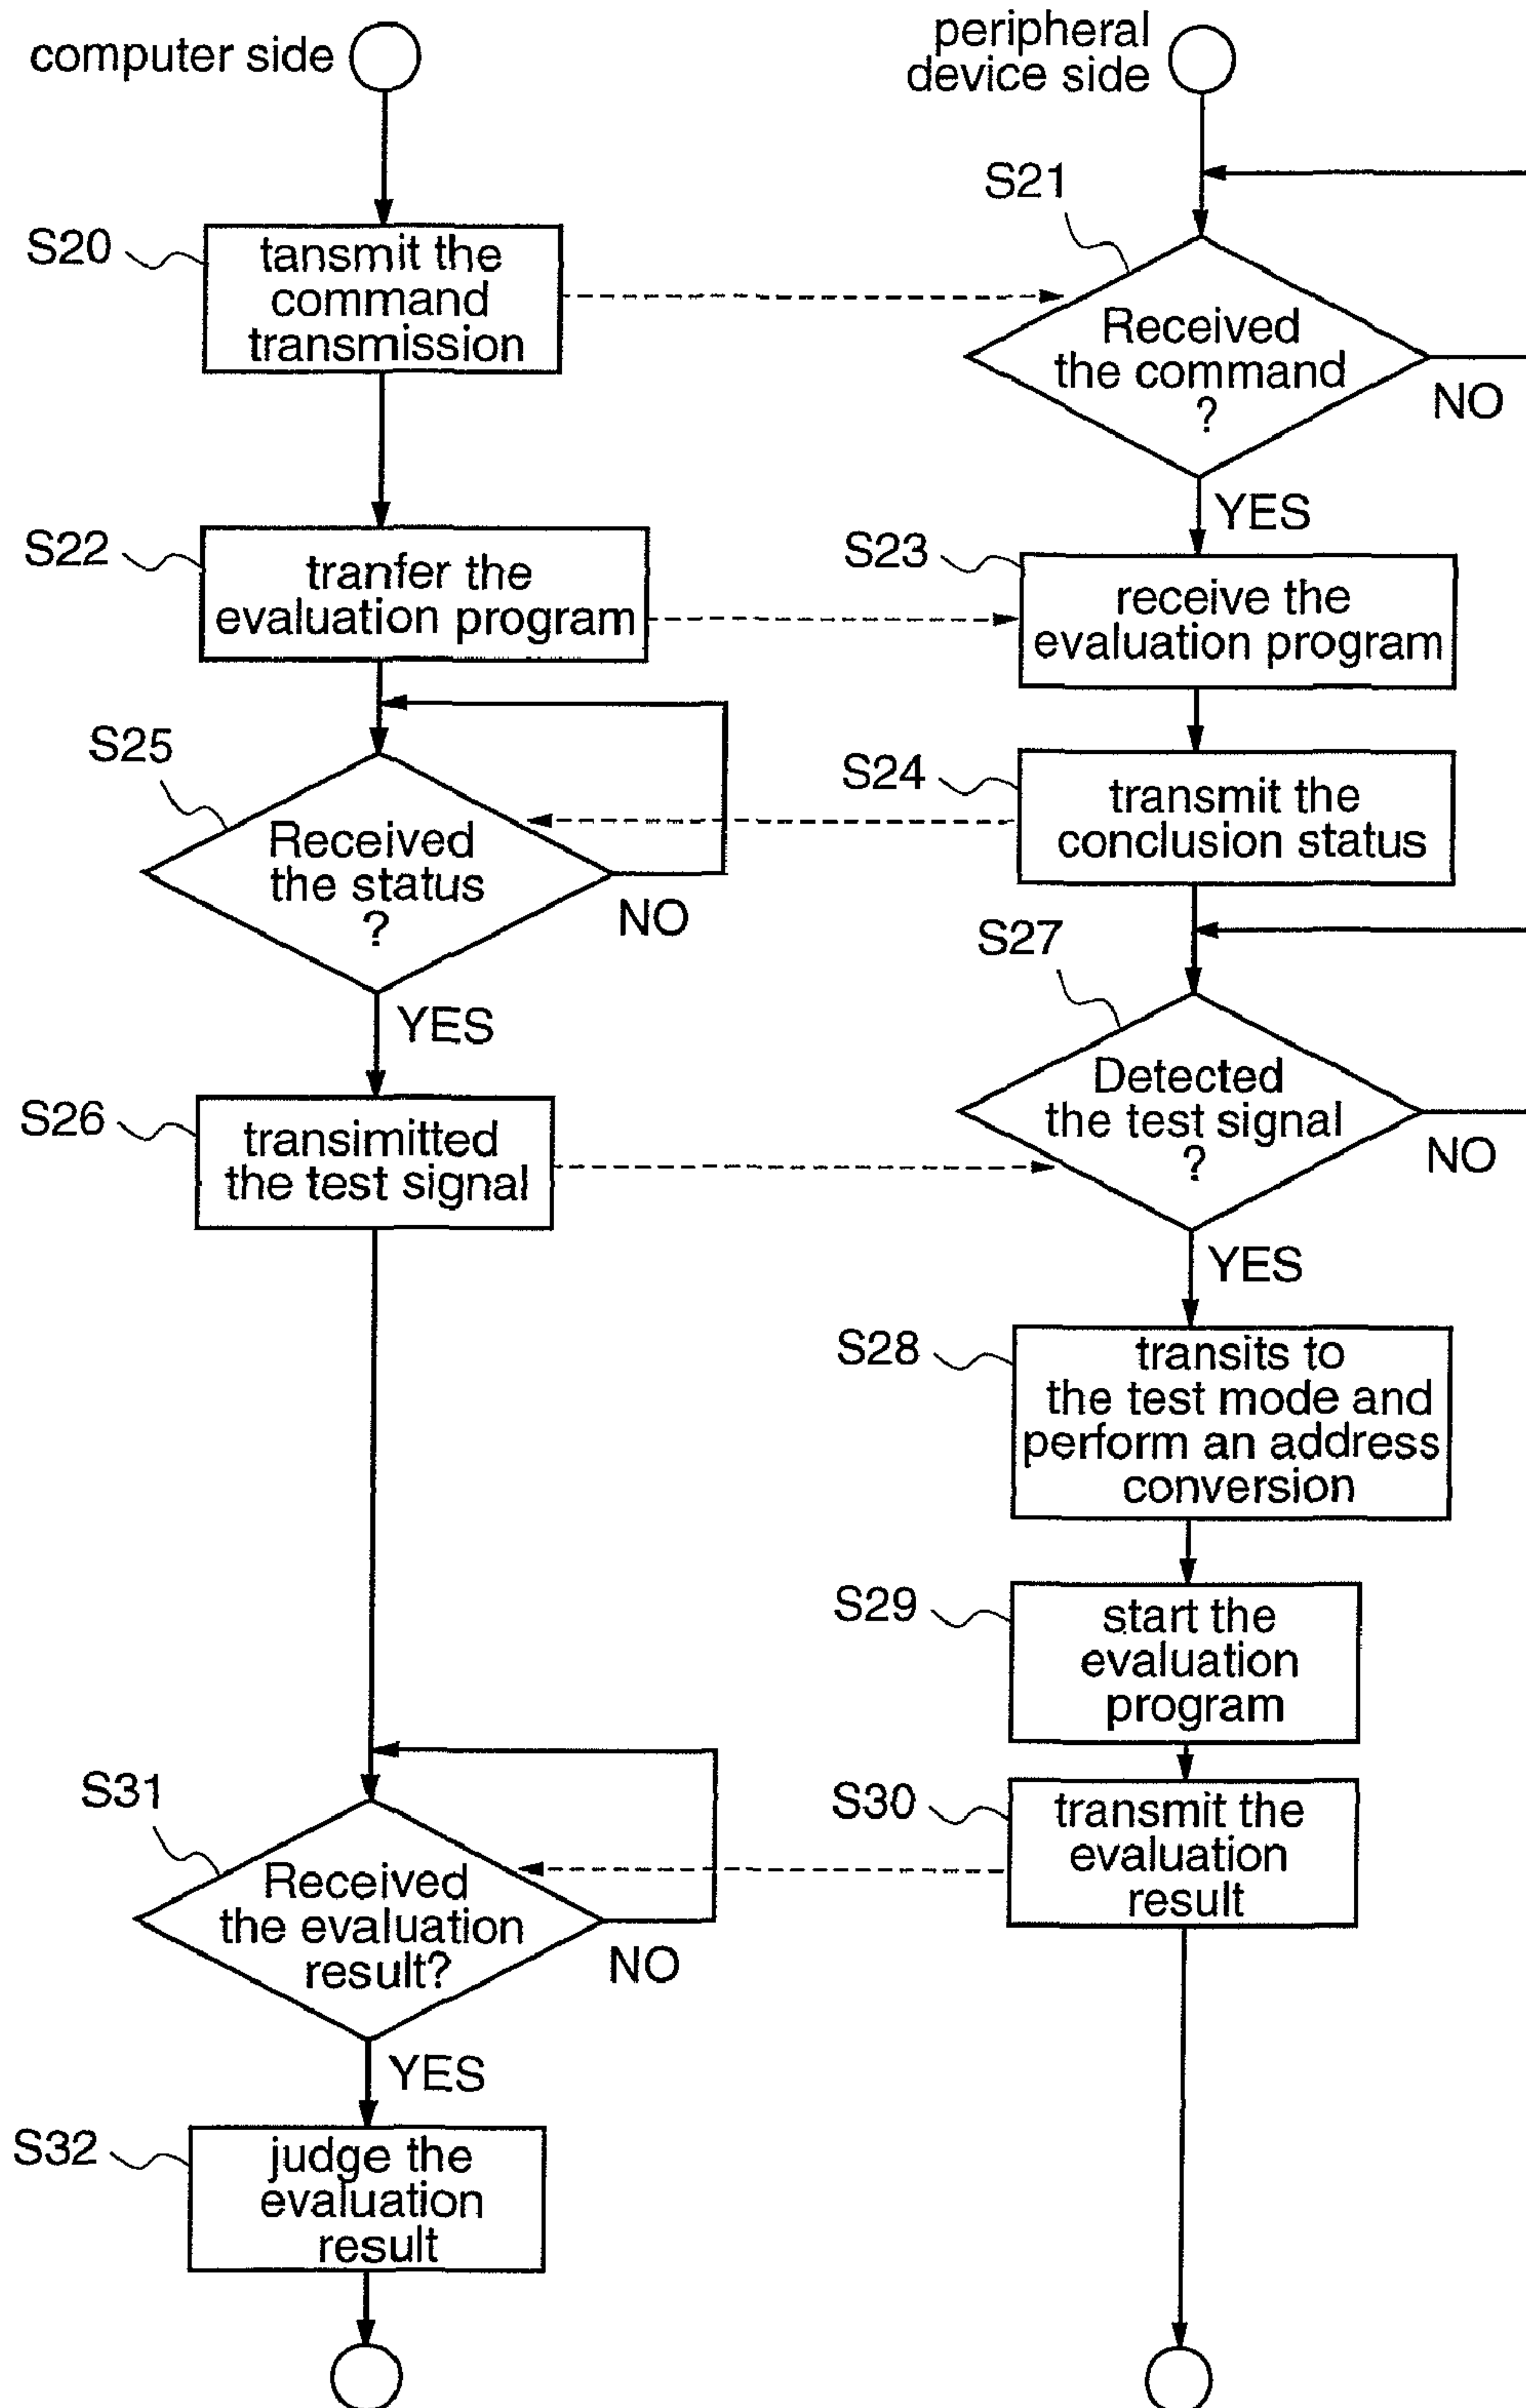 computer side
peripheral
device side
S20
tansmit the
command
transmission
S21
Received
the command
?
NO
YES
S22
tranfer the
evaluation program
S23
receive the
evaluation program
S25
Received
the status
?
NO
YES
S24
transmit the
conclusion status
S26
transimitted
the test signal
S27
Detected
the test signal
?
NO
YES
S28
transits to
the test mode and
perform an address
conversion
S29
start the
evaluation
program
S31
Received
the evaluation
result?
NO
YES
S30
transmit the
evaluation
result
S32
judge the
evaluation
result